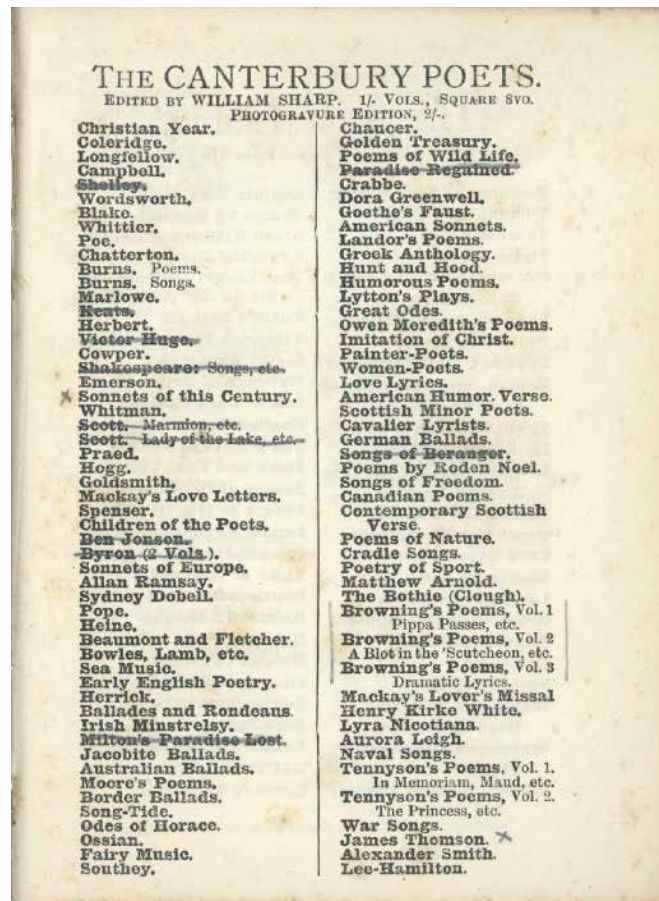 THE CANTERBURY POETS.
EDITED BY WILLIAM SHARP. 1/- VOLS., SQUARE 8VO.
PHOTOGRAVURE EDITION, 2/-.
Christian Year.
Coleridge.
Longfellow.
Campbell.
Shelley.
Wordsworth.
Blake.
Whittier.
Poe.
Chatterton.
Burns. Poems.
Burns. Songs.
Marlowe.
Keats.
Herbert.
Victor Hugo.
Cowper.
Shakespeare: Songs, etc.
Emerson.
Sonnets of this Century.
Whitman.
Scott. Marmion, etc.
Scott. Lady of the Lake, etc.
Praed.
Hogg.
Goldsmith.
Mackay's Love Letters.
Spenser.
Children of the Poets.
Ben Jonson.
Byron (2 Vols.).
Sonnets of Europe.
Allan Ramsay.
Sydney Dobell.
Pope.
Heine.
Beaumont and Fletcher.
Bowles, Lamb, etc.
Sea Music.
Early English Poetry.
Herrick.
Ballades and Rondeaus.
Irish Minstrelsy.
Milton's Paradise Lost.
Jacobite Ballads.
Australian Ballads.
Moore's Poems.
Border Ballads.
Song-Tide.
Odes of Horace.
Ossian.
Fairy Music.
Southey.
Chaucer.
Golden Treasury.
Poems of Wild Life.
Paradise Regained.
Crabbe.
Dora Greenwell.
Goethe's Faust.
American Sonnets.
Landor's Poems.
Greek Anthology.
Hunt and Hood.
Humorous Poems.
Lytton's Plays.
Great Odes.
Owen Meredith's Poems.
Imitation of Christ.
Painter-Poets.
Women-Poets.
Love Lyrics.
American Humor. Verse.
Scottish Minor Poets.
Cavalier Lyrists.
German Ballads.
Songs of Beranger.
Poems by Roden Noel.
Songs of Freedom.
Canadian Poems.
Contemporary Scottish
Verse.
Poems of Nature.
Cradle Songs.
Poetry of Sport.
Matthew Arnold.
The Bothie (Clough).
Browning's Poems, Vol. 1
Pippa Passes, etc.
Browning's Poems, Vol. 2
A Blot in the 'Scutcheon, etc.
Browning's Poems, Vol. 3
Dramatic Lyrics.
Mackay's Lover's Missal
Henry Kirke White.
Lyra Nicotiana.
Aurora Leigh.
Naval Songs.
Tennyson's Poems, Vol. 1.
In Memoriam, Maud, etc.
Tennyson's Poems, Vol. 2.
The Princess, etc.
War Songs.
James Thomson.
Alexander Smith.
Lee-Hamilton.